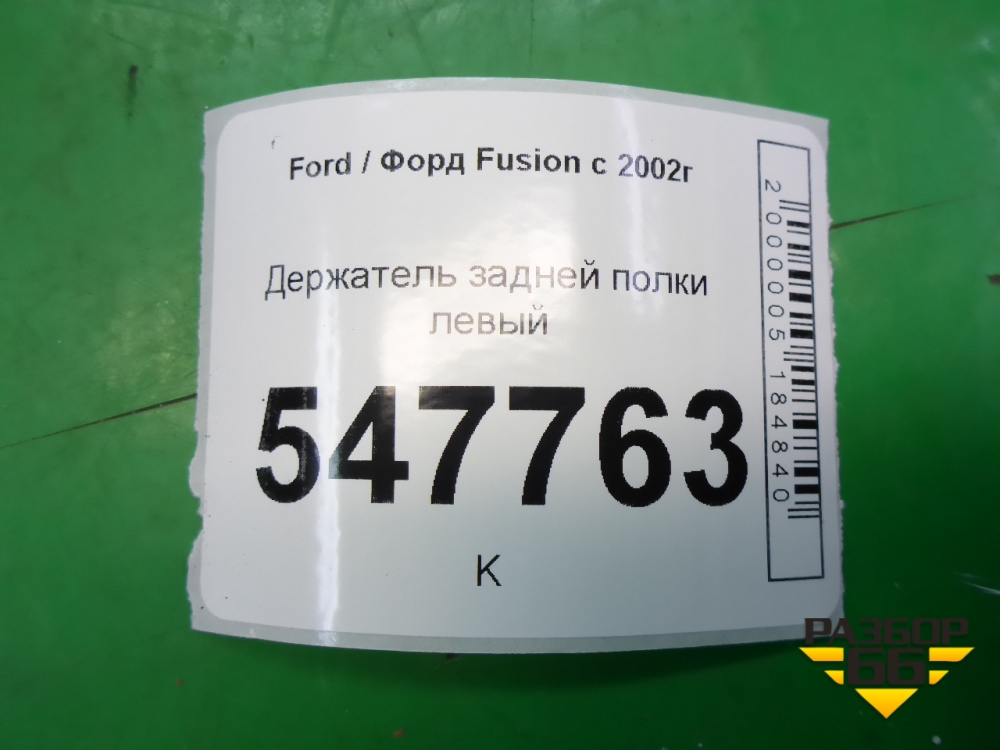 Ford / Форд Fusion с 2002г
Держатель задней полки
левый
547763
К
2000005184840
РАЗБОР
66